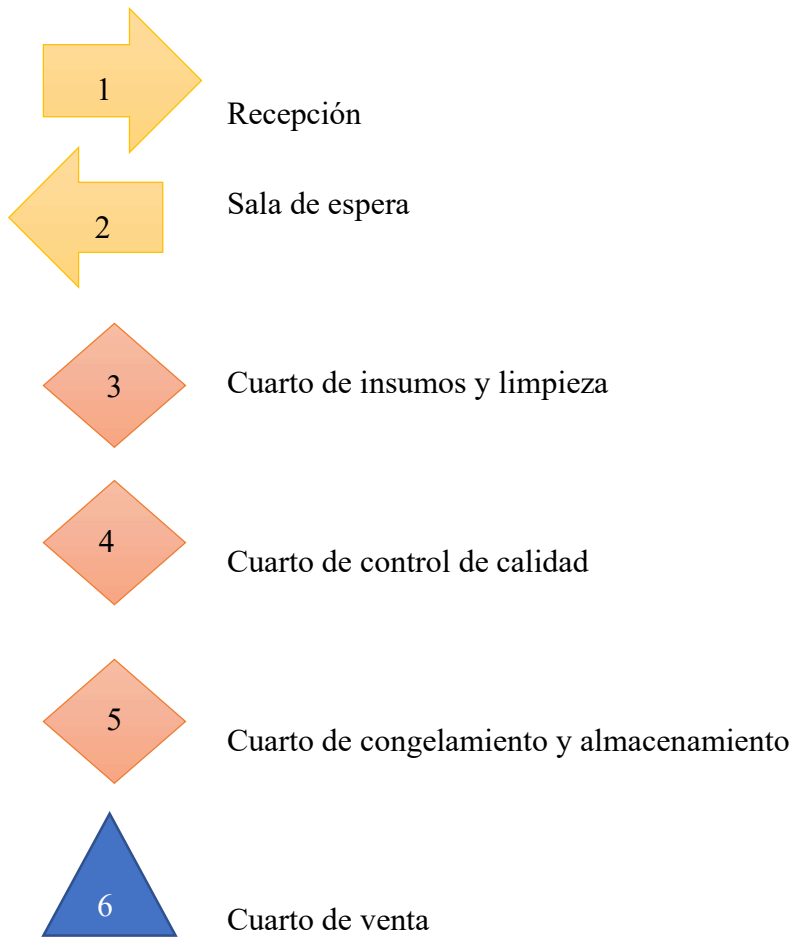 1
Recepción
2
Sala de espera
3
Cuarto de insumos y limpieza
4
Cuarto de control de calidad
5
Cuarto de congelamiento y almacenamiento
6
Cuarto de venta